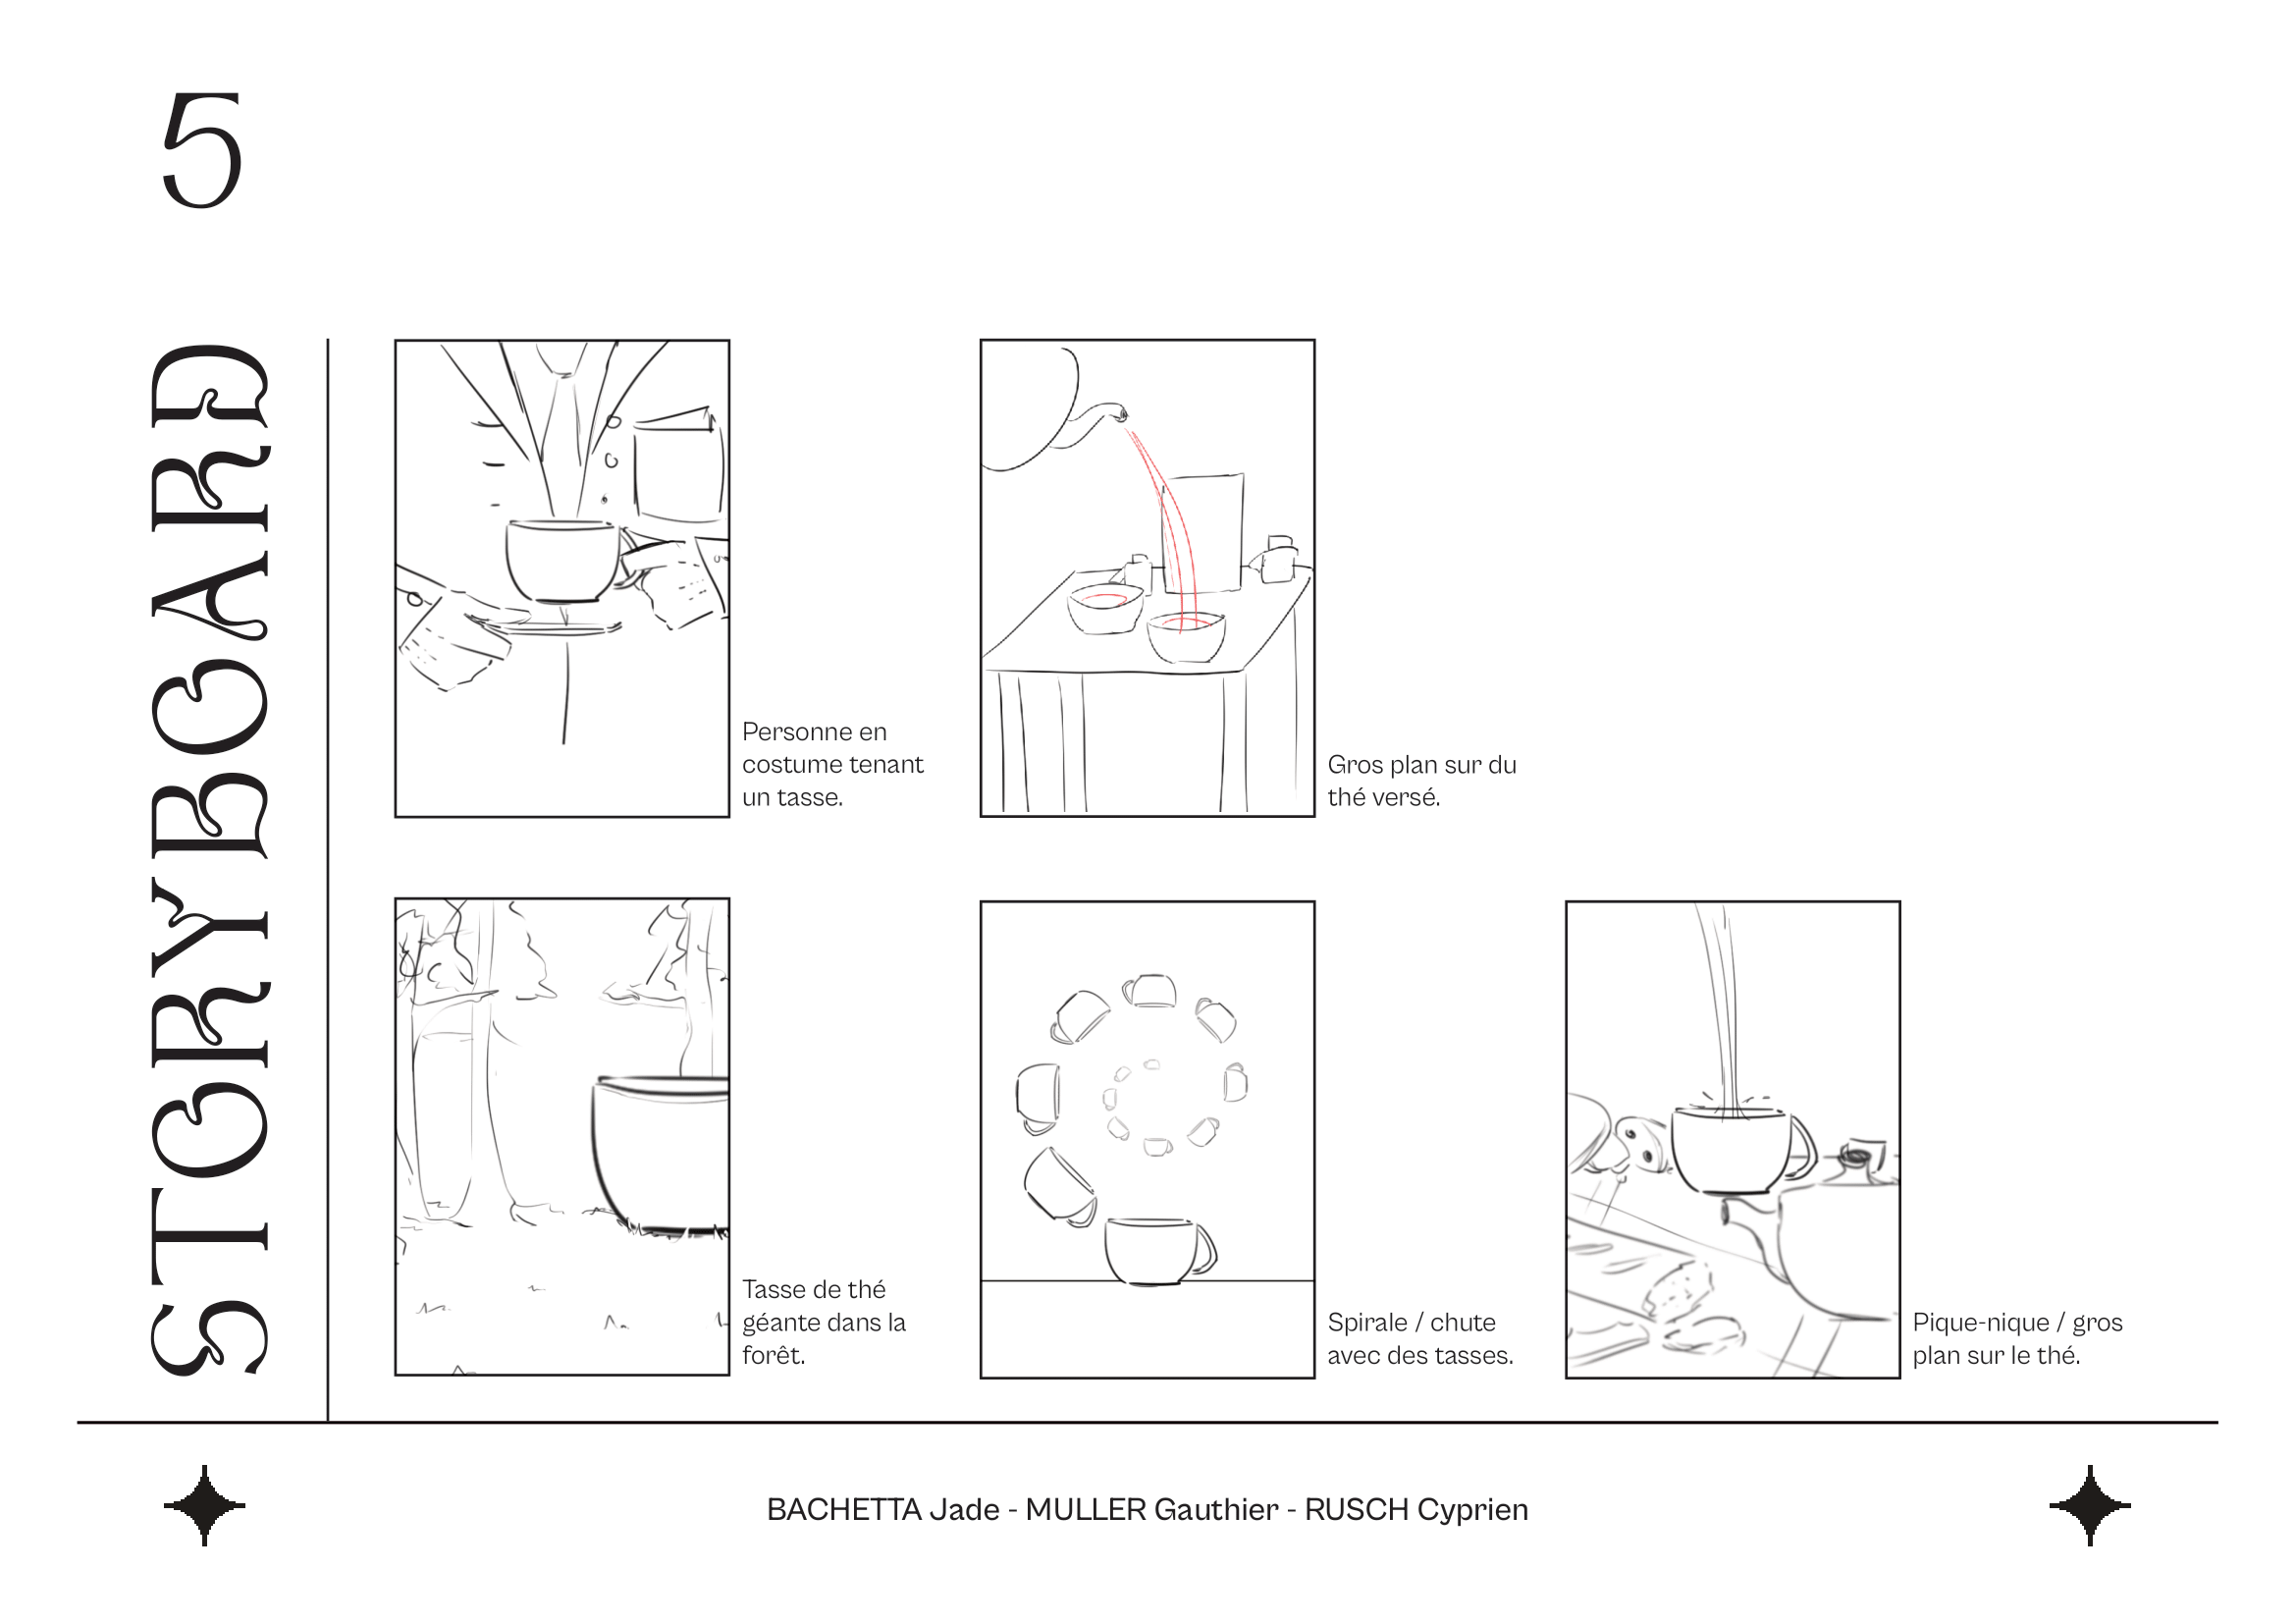 5
STORYBOARD
Personne en
costume tenant
un tasse.
Gros plan sur du
thé versé.
Tasse de thé
géante dans la
forêt.
Spirale / chute
avec des tasses.
Pique-nique / gros
plan sur le thé.
BACHETTA Jade - MULLER Gauthier - RUSCH Cyprien